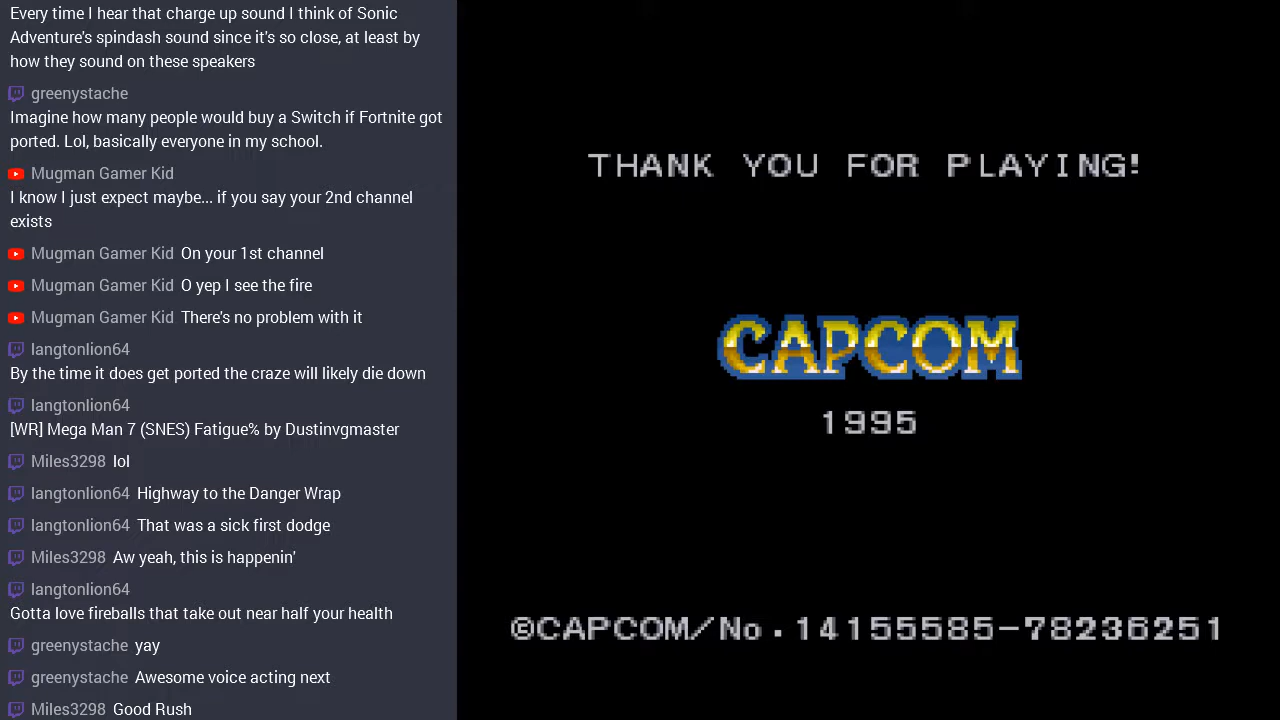 Every time I hear that charge up sound I think of Sonic
Adventure's spindash sound since it's so close, at least by
how they sound on these speakers
greenystache
Imagine how many people would buy a Switch if Fortnite got
ported. Lol, basically everyone in my school.
Mugman Gamer Kid
I know I just expect maybe... if you say your 2nd channel
exists
Mugman Gamer Kid On your 1st channel
Mugman Gamer Kid O yep I see the fire
Mugman Gamer Kid There's no problem with it
langtonlion64
By the time it does get ported the craze will likely die down
langtonlion64
[WR] Mega Man 7 (SNES) Fatigue% by Dustinvgmaster
Miles3298 lol
langtonlion64 Highway to the Danger Wrap
langtonlion64 That was a sick first dodge
Miles3298 Aw yeah, this is happenin'
langtonlion64
Gotta love fireballs that take out near half your health
greenystache yay
greenystache Awesome voice acting next
Miles3298 Good Rush
THANK YOU FOR PLAYING!
CAPCOM
1995
©CAPCOM/No.14155585-78236251